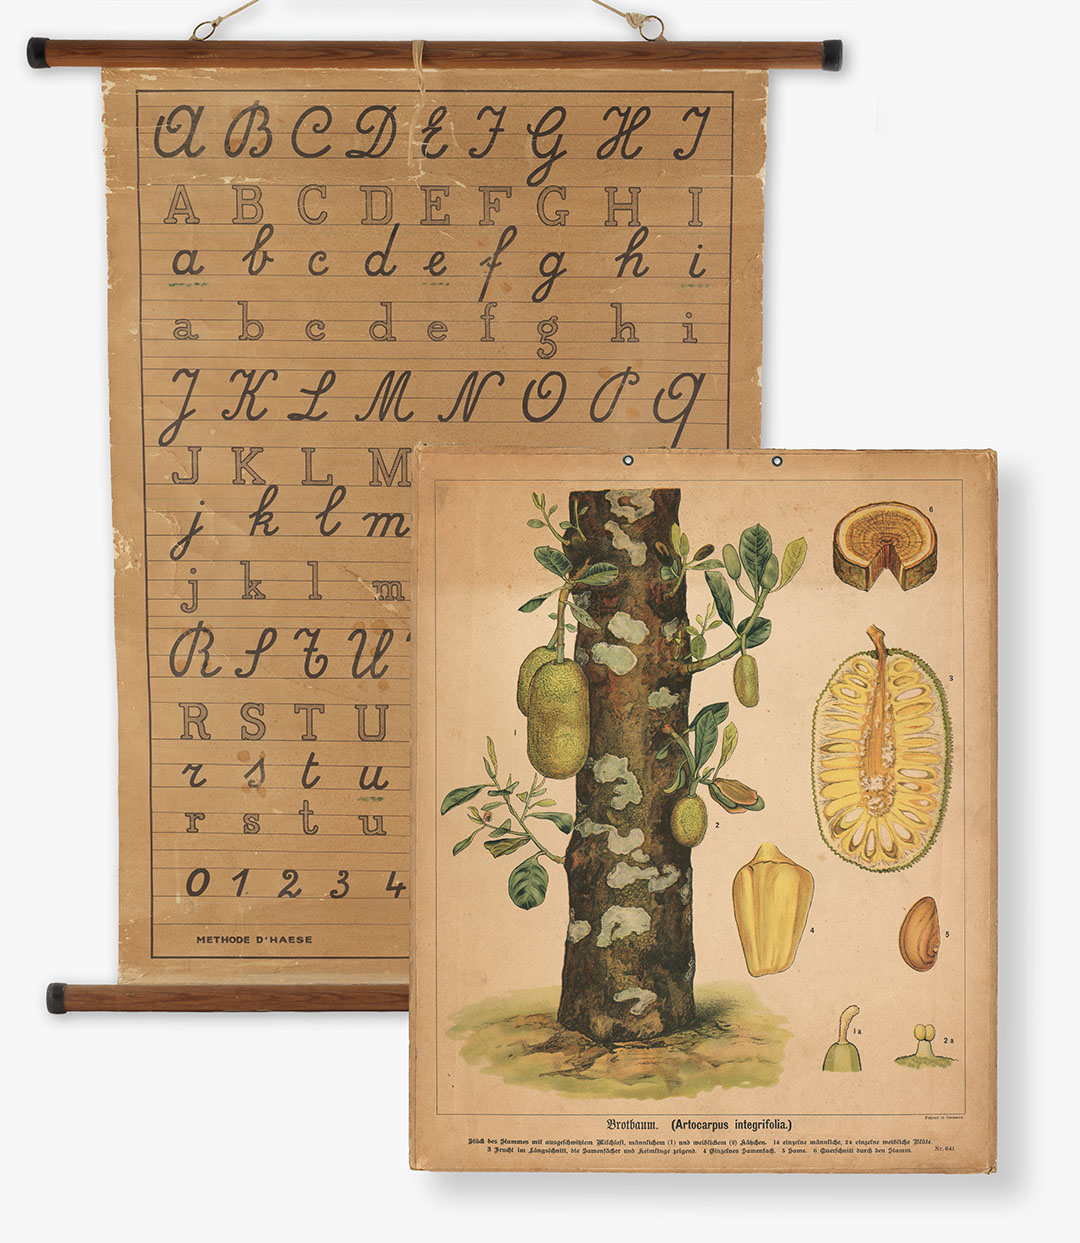 A B C D E F G H I
A B C D E F G H I
a b c d e f g h i
a b c d e f g h i
J K L M N O P Q
J K L M
j k l m
j k l m
R S T U
R S T U
r s t u
r s t u
0 1 2 3 4
METHODE D'HAESE
6
3
1
2
4
5
1a
2a
Printed in Germany
Brotbaum. (Artocarpus integrifolia.)
Stück des Stammes mit ausgeschwitztem Milchsaft, männlichem (1) und weiblichem (2) Kätzchen. 1a einzelne männliche, 2a einzelne weibliche Blüte.
3 Frucht im Längsschnitt, die Samenfächer und Keimlinge zeigend. 4 Einzelnes Samenfach. 5 Same. 6 Querschnitt durch den Stamm. Nr. 641